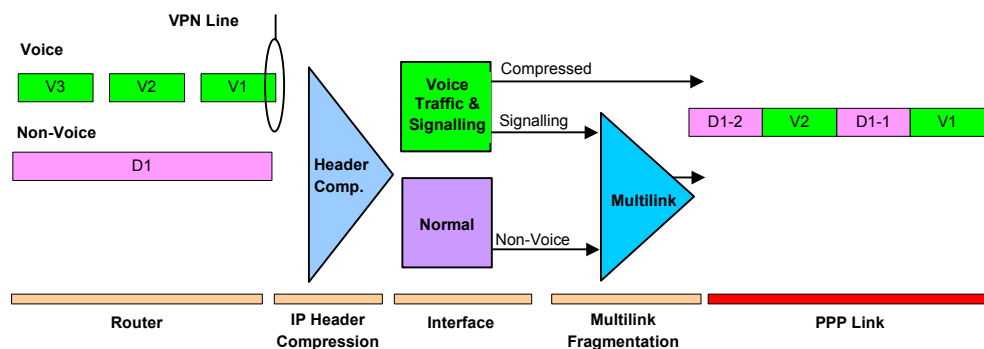 VPN Line
Voice
V3
V2
V1
Non-Voice
D1
Header
Comp.
Voice
Traffic &
Signalling
Normal
Compressed
Signalling
Non-Voice
Multilink
D1-2
V2
D1-1
V1
Router
IP Header
Compression
Interface
Multilink
Fragmentation
PPP Link